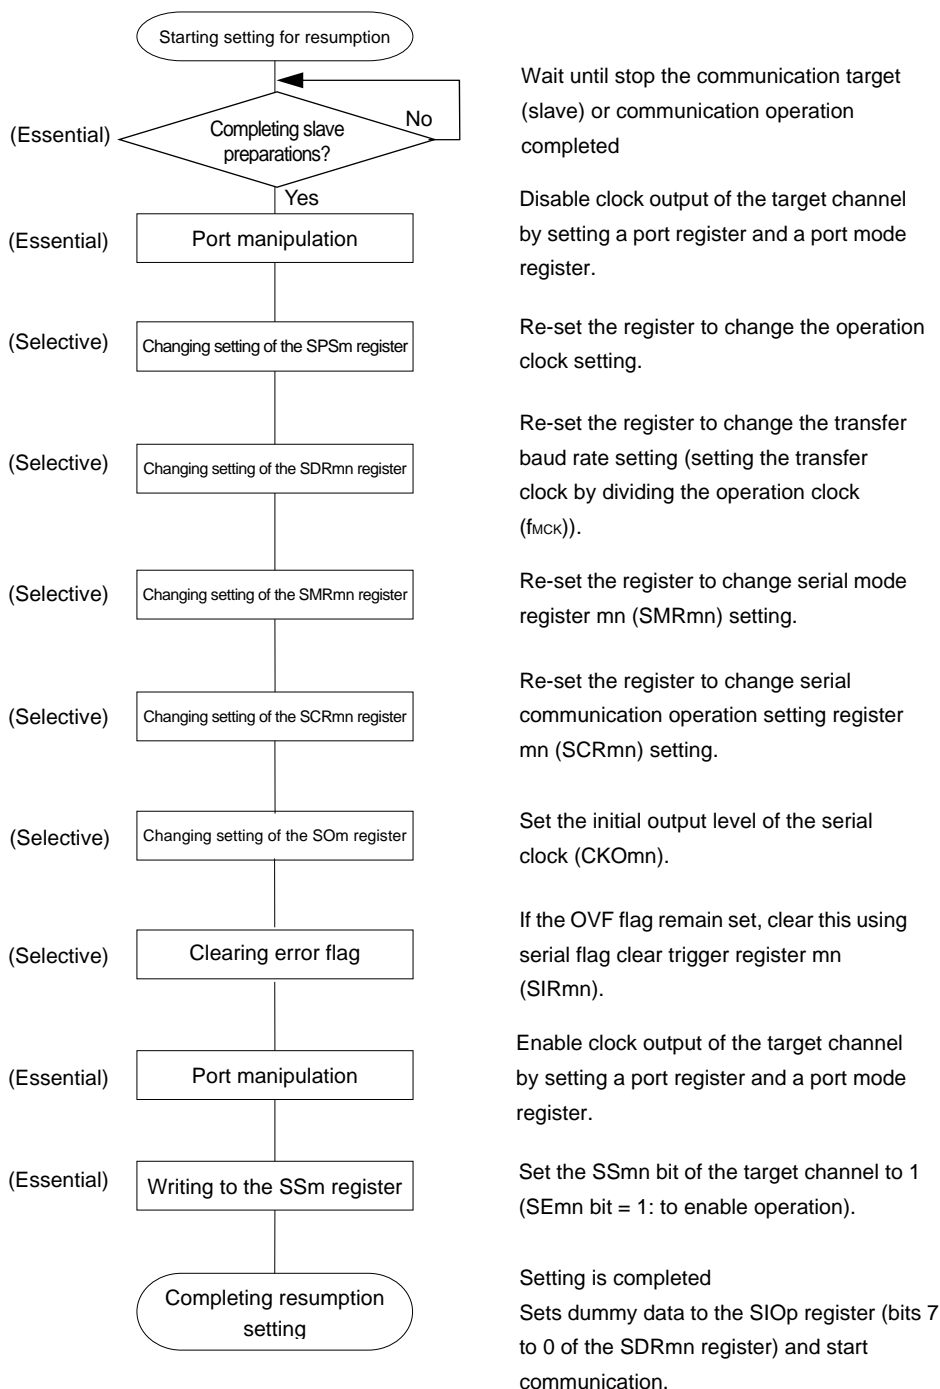 Starting setting for resumption
Wait until stop the communication target
(slave) or communication operation
completed
(Essential)
Completing slave
preparations?
No
Yes
Disable clock output of the target channel
by setting a port register and a port mode
register.
(Essential)
Port manipulation
Re-set the register to change the operation
clock setting.
(Selective)
Changing setting of the SPSm register
Re-set the register to change the transfer
baud rate setting (setting the transfer
clock by dividing the operation clock
(fMCK)).
(Selective)
Changing setting of the SDRmn register
Re-set the register to change serial mode
register mn (SMRmn) setting.
(Selective)
Changing setting of the SMRmn register
Re-set the register to change serial
communication operation setting register
mn (SCRmn) setting.
(Selective)
Changing setting of the SCRmn register
Set the initial output level of the serial
clock (CKOmn).
(Selective)
Changing setting of the SOm register
If the OVF flag remain set, clear this using
serial flag clear trigger register mn
(SIRmn).
(Selective)
Clearing error flag
Enable clock output of the target channel
by setting a port register and a port mode
register.
(Essential)
Port manipulation
Set the SSmn bit of the target channel to 1
(SEmn bit = 1: to enable operation).
(Essential)
Writing to the SSm register
Completing resumption
setting
Setting is completed
Sets dummy data to the SIOp register (bits 7
to 0 of the SDRmn register) and start
communication.